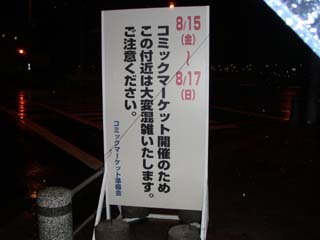 8/15
(金)
~
8/17
(日)
コミックマーケット開催のため
この付近は大変混雑いたします。
ご注意ください。
コミックマーケット準備会